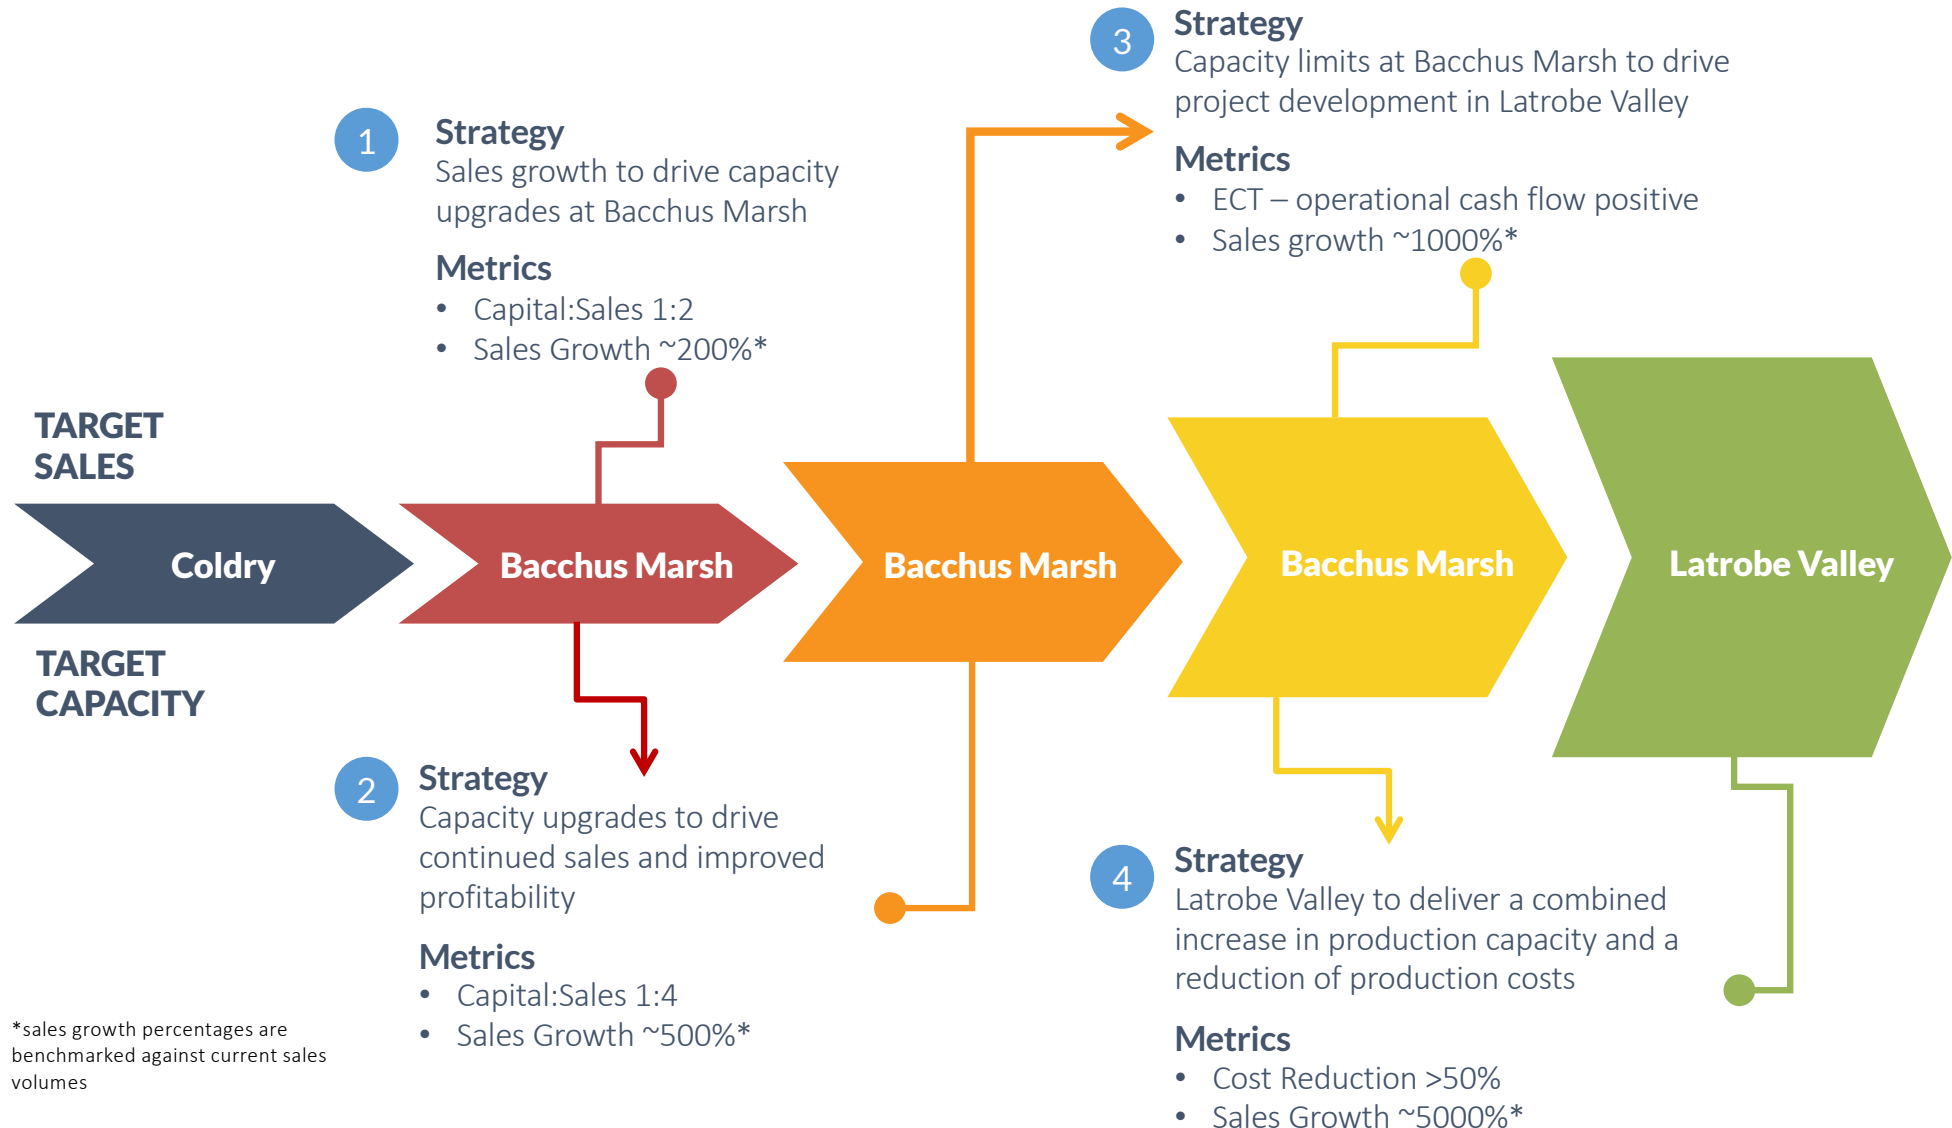 1
Strategy
Sales growth to drive capacity
upgrades at Bacchus Marsh
Metrics
• Capital:Sales 1:2
• Sales Growth ~200%*
3
Strategy
Capacity limits at Bacchus Marsh to drive
project development in Latrobe Valley
Metrics
• ECT – operational cash flow positive
• Sales growth ~1000%*
TARGET
SALES
Coldry
Bacchus Marsh
Bacchus Marsh
Bacchus Marsh
Latrobe Valley
TARGET
CAPACITY
2
Strategy
Capacity upgrades to drive
continued sales and improved
profitability
Metrics
• Capital:Sales 1:4
• Sales Growth ~500%*
4
Strategy
Latrobe Valley to deliver a combined
increase in production capacity and a
reduction of production costs
Metrics
• Cost Reduction >50%
• Sales Growth ~5000%*
*sales growth percentages are
benchmarked against current sales
volumes